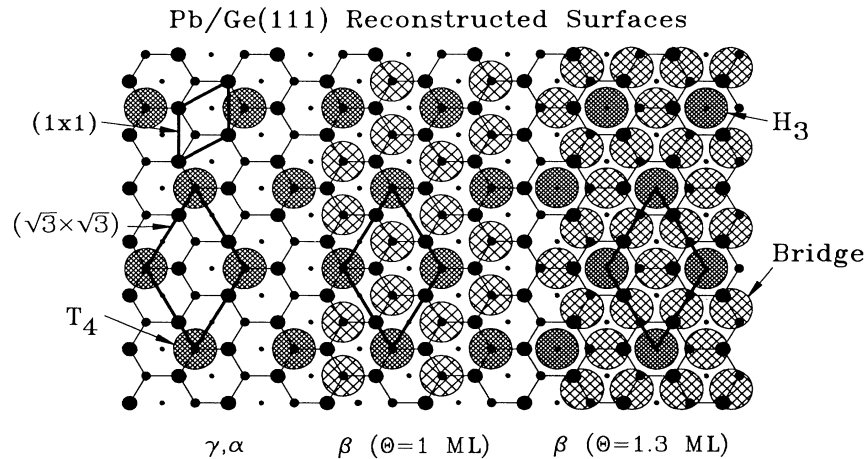 Pb/Ge(111) Reconstructed Surfaces
(1x1)
H₃
(√3×√3)
Bridge
T₄
γ,α
β (Θ=1 ML)
β (Θ=1.3 ML)